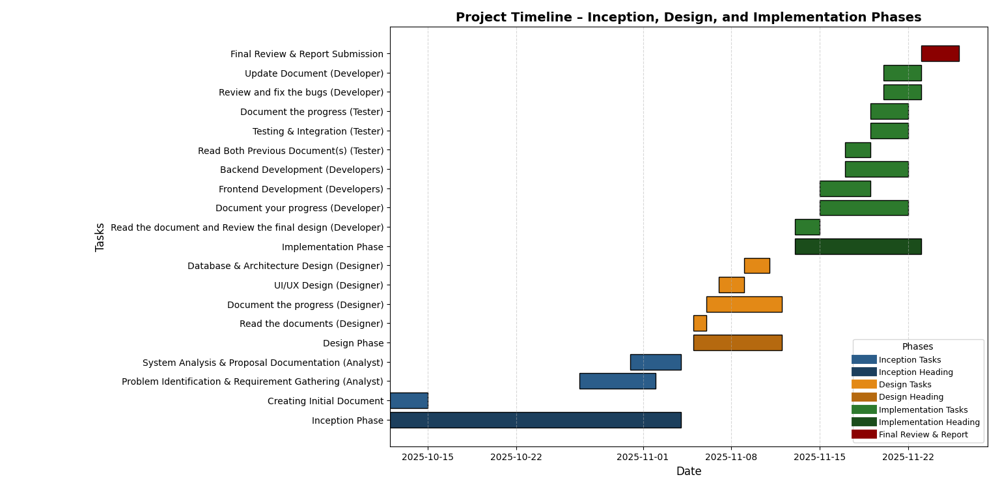 Project Timeline – Inception, Design, and Implementation Phases
Tasks
Final Review & Report Submission
Update Document (Developer)
Review and fix the bugs (Developer)
Document the progress (Tester)
Testing & Integration (Tester)
Read Both Previous Document(s) (Tester)
Backend Development (Developers)
Frontend Development (Developers)
Document your progress (Developer)
Read the document and Review the final design (Developer)
Implementation Phase
Database & Architecture Design (Designer)
UI/UX Design (Designer)
Document the progress (Designer)
Read the documents (Designer)
Design Phase
System Analysis & Proposal Documentation (Analyst)
Problem Identification & Requirement Gathering (Analyst)
Creating Initial Document
Inception Phase
Phases
Inception Tasks
Inception Heading
Design Tasks
Design Heading
Implementation Tasks
Implementation Heading
Final Review & Report
2025-10-15 2025-10-22 2025-11-01 2025-11-08 2025-11-15 2025-11-22
Date